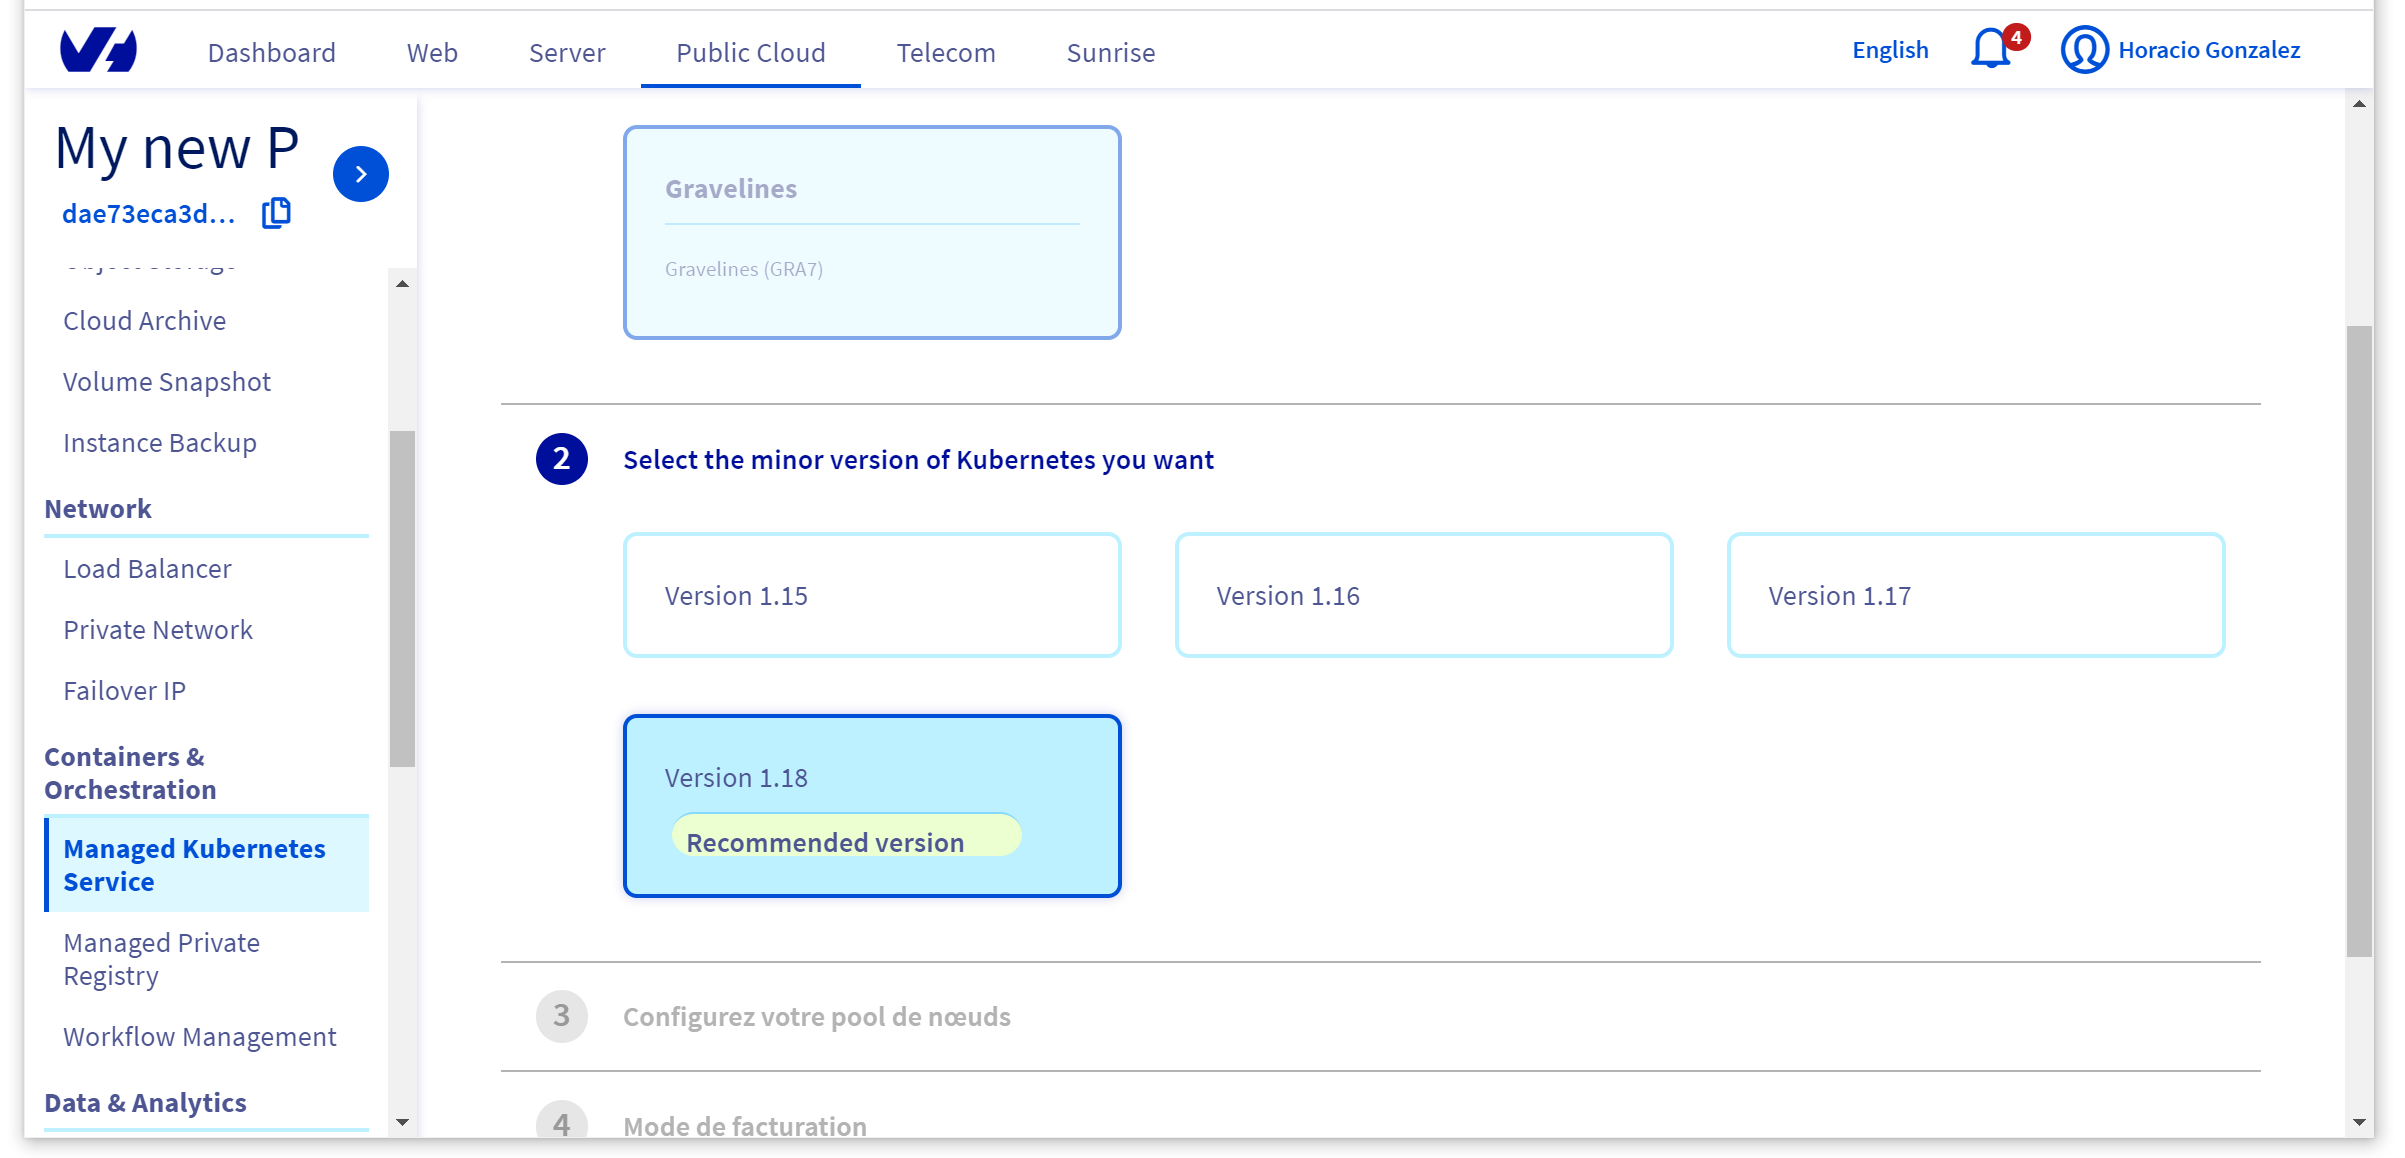 Dashboard
Web
Server
Public Cloud
Telecom
Sunrise
English
4
Horacio Gonzalez
My new P
dae73eca3d...
Cloud Archive
Volume Snapshot
Instance Backup
Network
Load Balancer
Private Network
Failover IP
Containers &
Orchestration
Managed Kubernetes
Service
Managed Private
Registry
Workflow Management
Data & Analytics
Gravelines
Gravelines (GRA7)
2
Select the minor version of Kubernetes you want
Version 1.15
Version 1.16
Version 1.17
Version 1.18
Recommended version
3
Configurez votre pool de nœuds
4
Mode de facturation